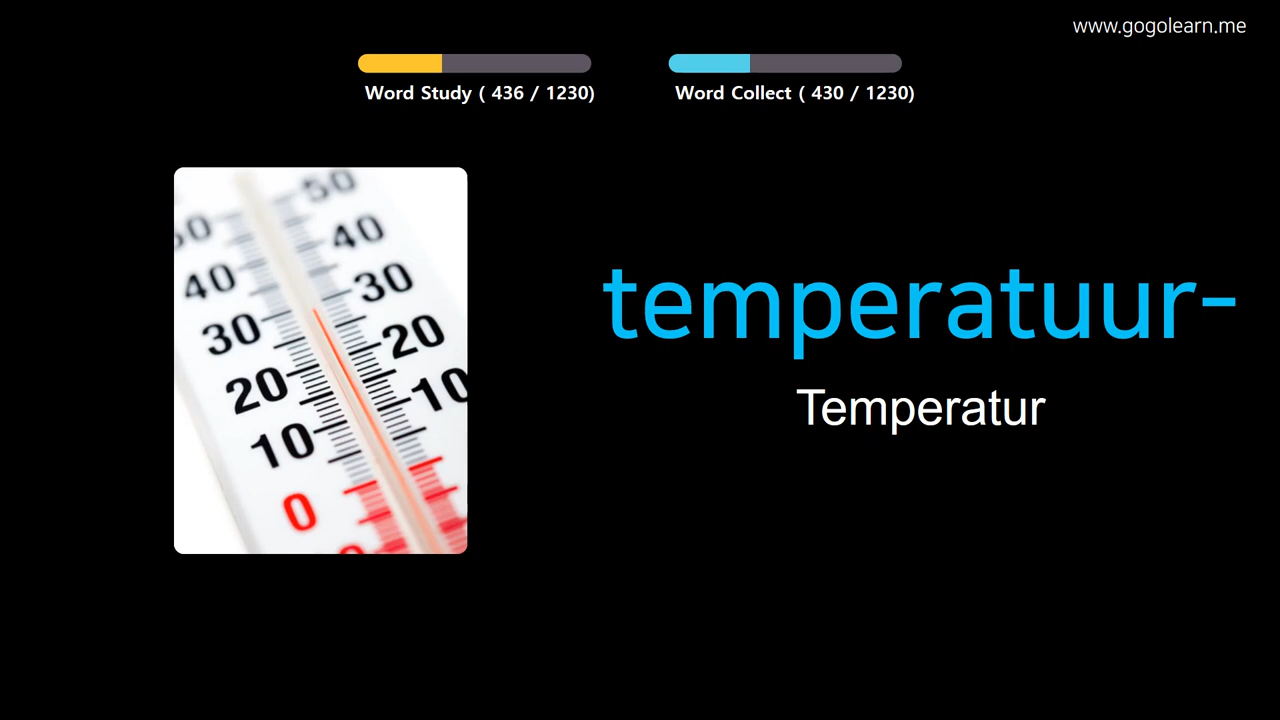 www.gogolearn.me
Word Study ( 436 / 1230)
Word Collect ( 430 / 1230)
50
40
40
30
30
20
20
10
10
0
temperatuur-
Temperatur